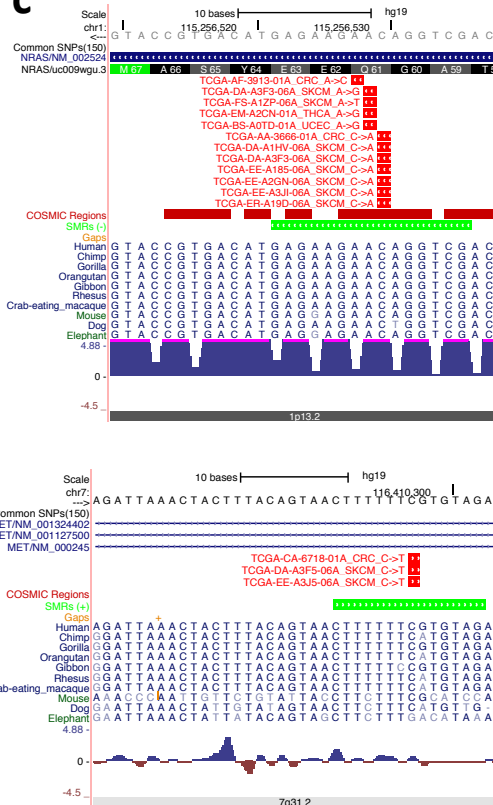 C
Scale 10 bases hg19
chr1: 115,256,520 115,256,530
<--- G T A C C G T G A C A T G A G A A G A A C A G G T C G A C
Common SNPs(150)
NRAS/NM_002524
NRAS/uc009wgu.3 M 67 A 66 S 65 Y 64 E 63 E 62 Q 61 G 60 A 59 T 5
TCGA-AF-3913-01A_CRC_A->C
TCGA-DA-A3F3-06A_SKCM_A->G
TCGA-FS-A1ZP-06A_SKCM_A->T
TCGA-EM-A2CN-01A_THCA_A->G
TCGA-BS-A0TD-01A_UCEC_A->G
TCGA-AA-3666-01A_CRC_C->A
TCGA-DA-A1HV-06A_SKCM_C->A
TCGA-DA-A3F3-06A_SKCM_C->A
TCGA-EE-A185-06A_SKCM_C->A
TCGA-EE-A2GN-06A_SKCM_C->A
TCGA-EE-A3JI-06A_SKCM_C->A
TCGA-ER-A19D-06A_SKCM_C->A
COSMIC Regions
SMRs (-)
Gaps
Human G T A C C G T G A C A T G A G A A G A A C A G G T C G A C
Chimp G T A C C G T G A C A T G A G A A G A A C A G G T C G A C
Gorilla G T A C C G T G A C A T G A G A A G A A C A G G T C G A C
Orangutan G T A C C G T G A C A T G A G A A G A A C A G G T C G A C
Gibbon G T A C C G T G A C A T G A G A A G A A C A G G T C G A C
Rhesus G T A C C G T G A C A T G A G A A G A A C A G G T C G A C
Crab-eating_macaque G T A C C G T G A C A T G A G A A G A A C A G G T C G A C
Mouse G T A C C G T G A C A T G A G G A G A A C A G G T C G A C
Dog G T A C C G T G A C A T G A G A A G A A C T G G T C G A C
Elephant G T A C C G T G A C A T G A G G A G A A C A G G T C G A C
4.88 -
0 -
-4.5 _
1p13.2
Scale 10 bases hg19
chr7: 116,410,300
---> A G A T T A A A C T A C T T T A C A G T A A C T T T T T T C G T G T A G A
ommon SNPs(150)
ET/NM_001324402
ET/NM_001127500
MET/NM_000245
TCGA-CA-6718-01A_CRC_C->T
TCGA-DA-A3F5-06A_SKCM_C->T
TCGA-EE-A3J5-06A_SKCM_C->T
COSMIC Regions
SMRs (+)
Gaps +
Human A G A T T A A A C T A C T T T A C A G T A A C T T T T T T C G T G T A G A
Chimp G G A T T A A A C T A C T T T A C A G T A A C T T T T T T C A T G T A G A
Gorilla G G A T T A A A C T A C T T T A C A G T A A C T T T T T T C G T G T A G A
Orangutan G G A T T A A A C T A C T T T A C A G T A A C T T T T T T C A T G T A G A
Gibbon G G A T T A A A C T A C T T T A C A G T A A C T T T T T C C G T G T A G A
Rhesus G G A T T A A A C T A C T T T A C A G T A A C T T T T T T C A T G T A G A
ab-eating_macaque G G A T T A A A C T A C T T T A C A G T A A C T T T T T T C A T G T A G A
Mouse A A A C C C A A T T G T T C T G T A T T A C C T T C T T T C G C A T C C A
Dog G A A T T A A A C T A T T G T A C A G T A A C T T C T T T C A T G T T G -
Elephant G A A T T A A A C T A T T A T A C A G T A G C T T C T T T G A C A T A A A
4.88 -
0 -
-4.5 _
7q31.2